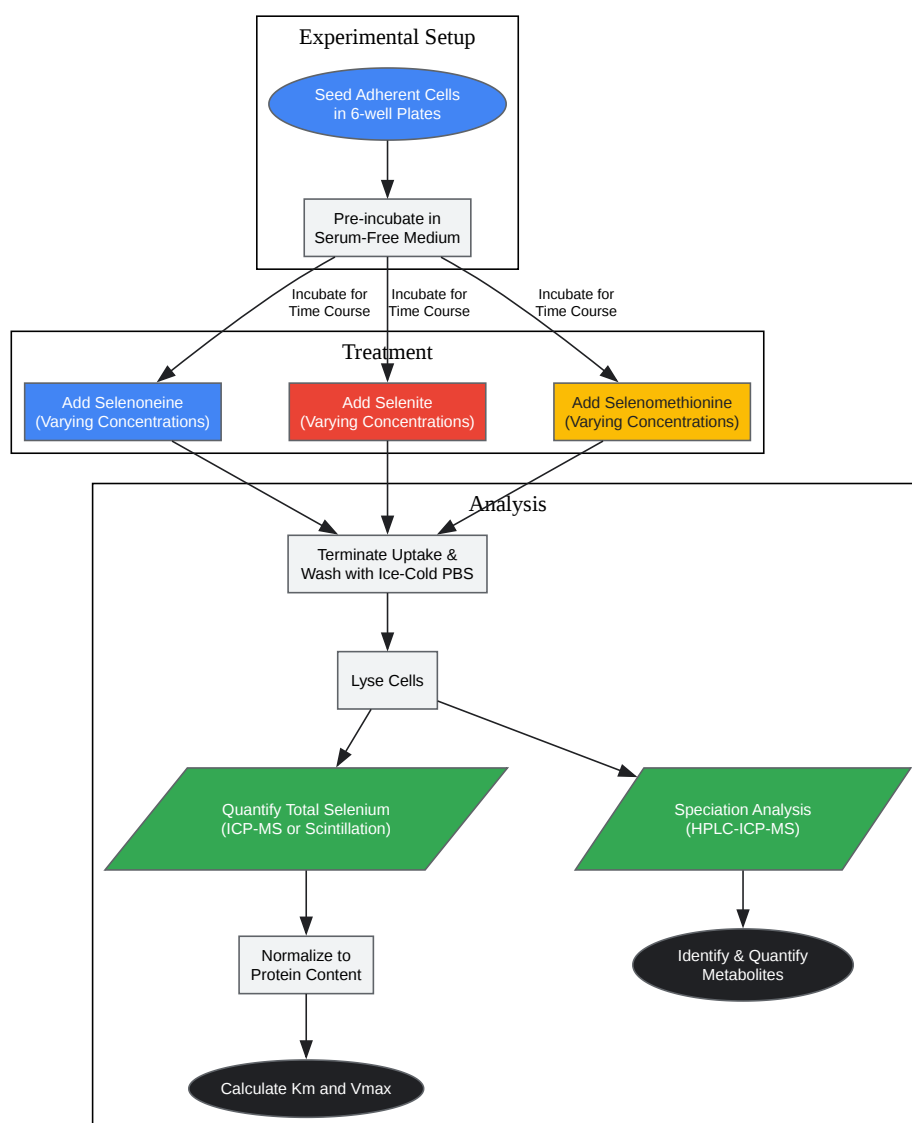 Experimental Setup
Seed Adherent Cells
in 6-well Plates
Pre-incubate in
Serum-Free Medium
Incubate for
Time Course
Incubate for
Time Course
Incubate for
Time Course
Treatment
Add Selenoneine
(Varying Concentrations)
Add Selenite
(Varying Concentrations)
Add Selenomethionine
(Varying Concentrations)
Analysis
Terminate Uptake &
Wash with Ice-Cold PBS
Lyse Cells
Quantify Total Selenium
(ICP-MS or Scintillation)
Speciation Analysis
(HPLC-ICP-MS)
Normalize to
Protein Content
Identify & Quantify
Metabolites
Calculate Km and Vmax